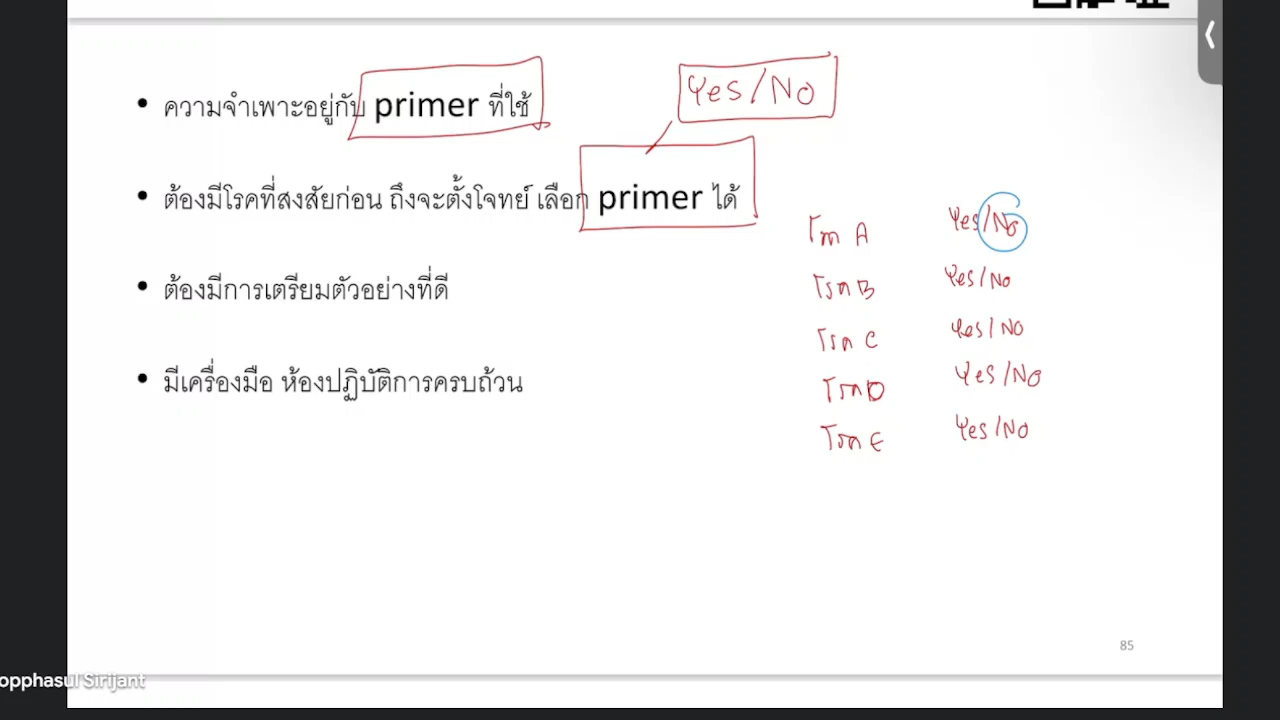 • ความจำเพาะอยู่กับ primer ที่ใช้
Yes/No
• ต้องมีโรคที่สงสัยก่อน ถึงจะตั้งโจทย์ เลือก primer ได้
โรค A Yes/No
• ต้องมีการเตรียมตัวอย่างที่ดี
โรค B Yes/No
โรค C Yes/No
• มีเครื่องมือ ห้องปฏิบัติการครบถ้วน
โรค D Yes/No
โรค E Yes/No
85
opphasul Sirijant